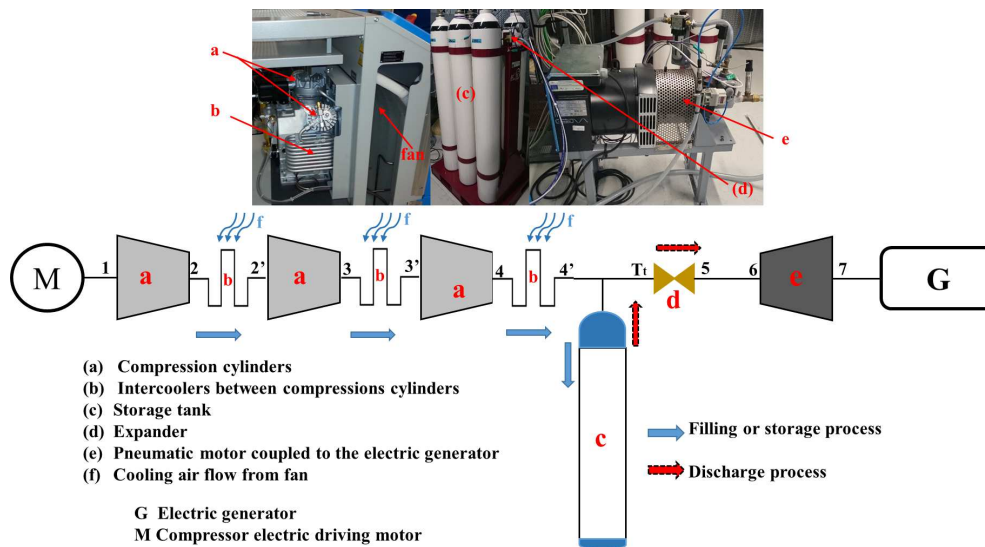 a
b
fan
(c)
(d)
e
f
f
f
M
1
a
2
b
2’
a
3
b
3’
a
4
b
4’
Tt
d
5
6
e
7
G
c
(a) Compression cylinders
(b) Intercoolers between compressions cylinders
(c) Storage tank
(d) Expander
(e) Pneumatic motor coupled to the electric generator
(f) Cooling air flow from fan
G Electric generator
M Compressor electric driving motor
Filling or storage process
Discharge process